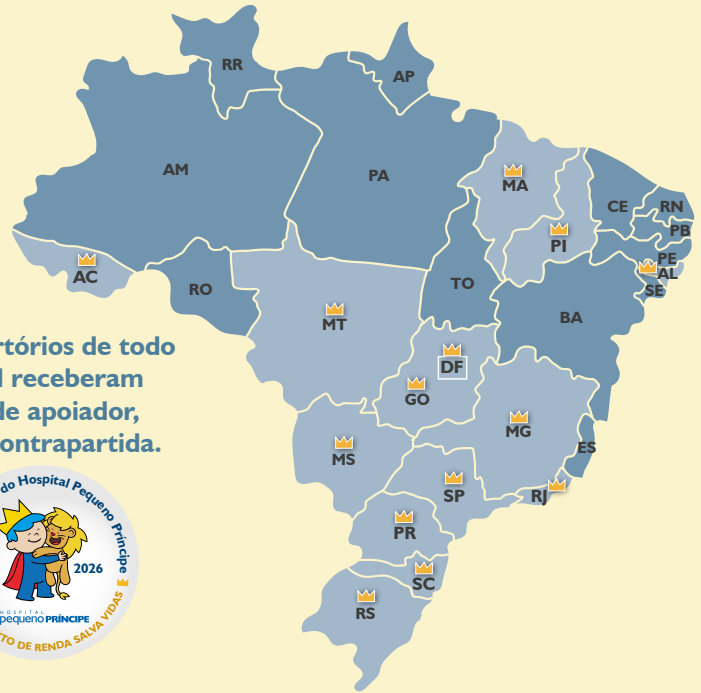 RR
AP
AM
PA
MA
CE
RN
PB
PI
PE
AL
SE
AC
RO
TO
MT
BA
DF
GO
MG
ES
MS
SP
RJ
PR
SC
RS
rtórios de todo
receberam
de apoiador,
ontrapartida.
do Hospital Pequeno Príncipe
2026
HOSPITAL
pequeno PRÍNCIPE
TO DE RENDA SALVA VIDAS